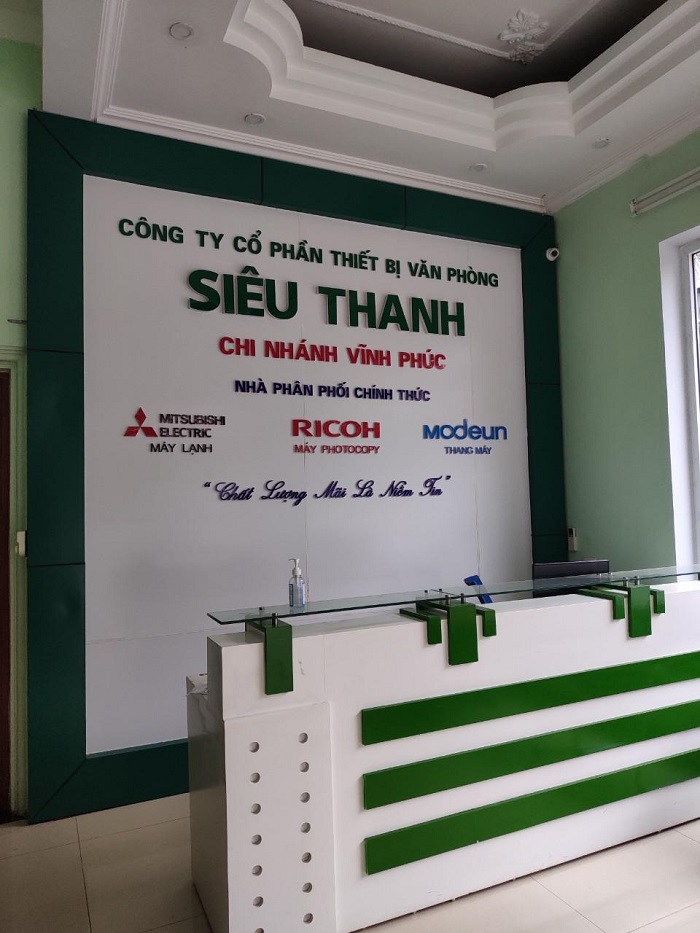 CÔNG TY CỔ PHẦN THIẾT BỊ VĂN PHÒNG
SIÊU THANH
CHI NHÁNH VĨNH PHÚC
NHÀ PHÂN PHỐI CHÍNH THỨC
MITSUBISHI
ELECTRIC
MÁY LẠNH
RICOH
MÁY PHOTOCOPY
Modeun
THANG MÁY
"Chất Lượng Mãi Là Niềm Tin"